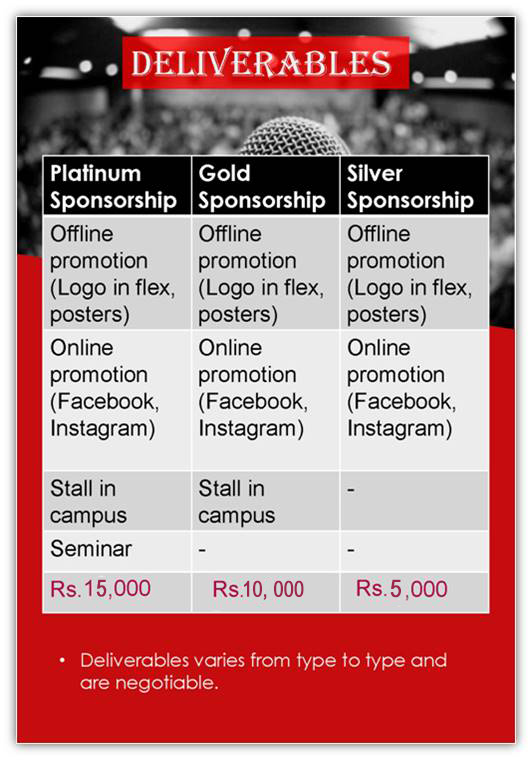 DELIVERABLES
Platinum Gold Silver
Sponsorship Sponsorship Sponsorship
Offline Offline Offline
promotion promotion promotion
(Logo in flex, (Logo in flex, (Logo in flex,
posters) posters) posters)
Online Online Online
promotion promotion promotion
(Facebook, (Facebook, (Facebook,
Instagram) Instagram) Instagram)
Stall in Stall in -
campus campus
Seminar - -
Rs.15,000 Rs.10, 000 Rs.5,000
• Deliverables varies from type to type and
are negotiable.